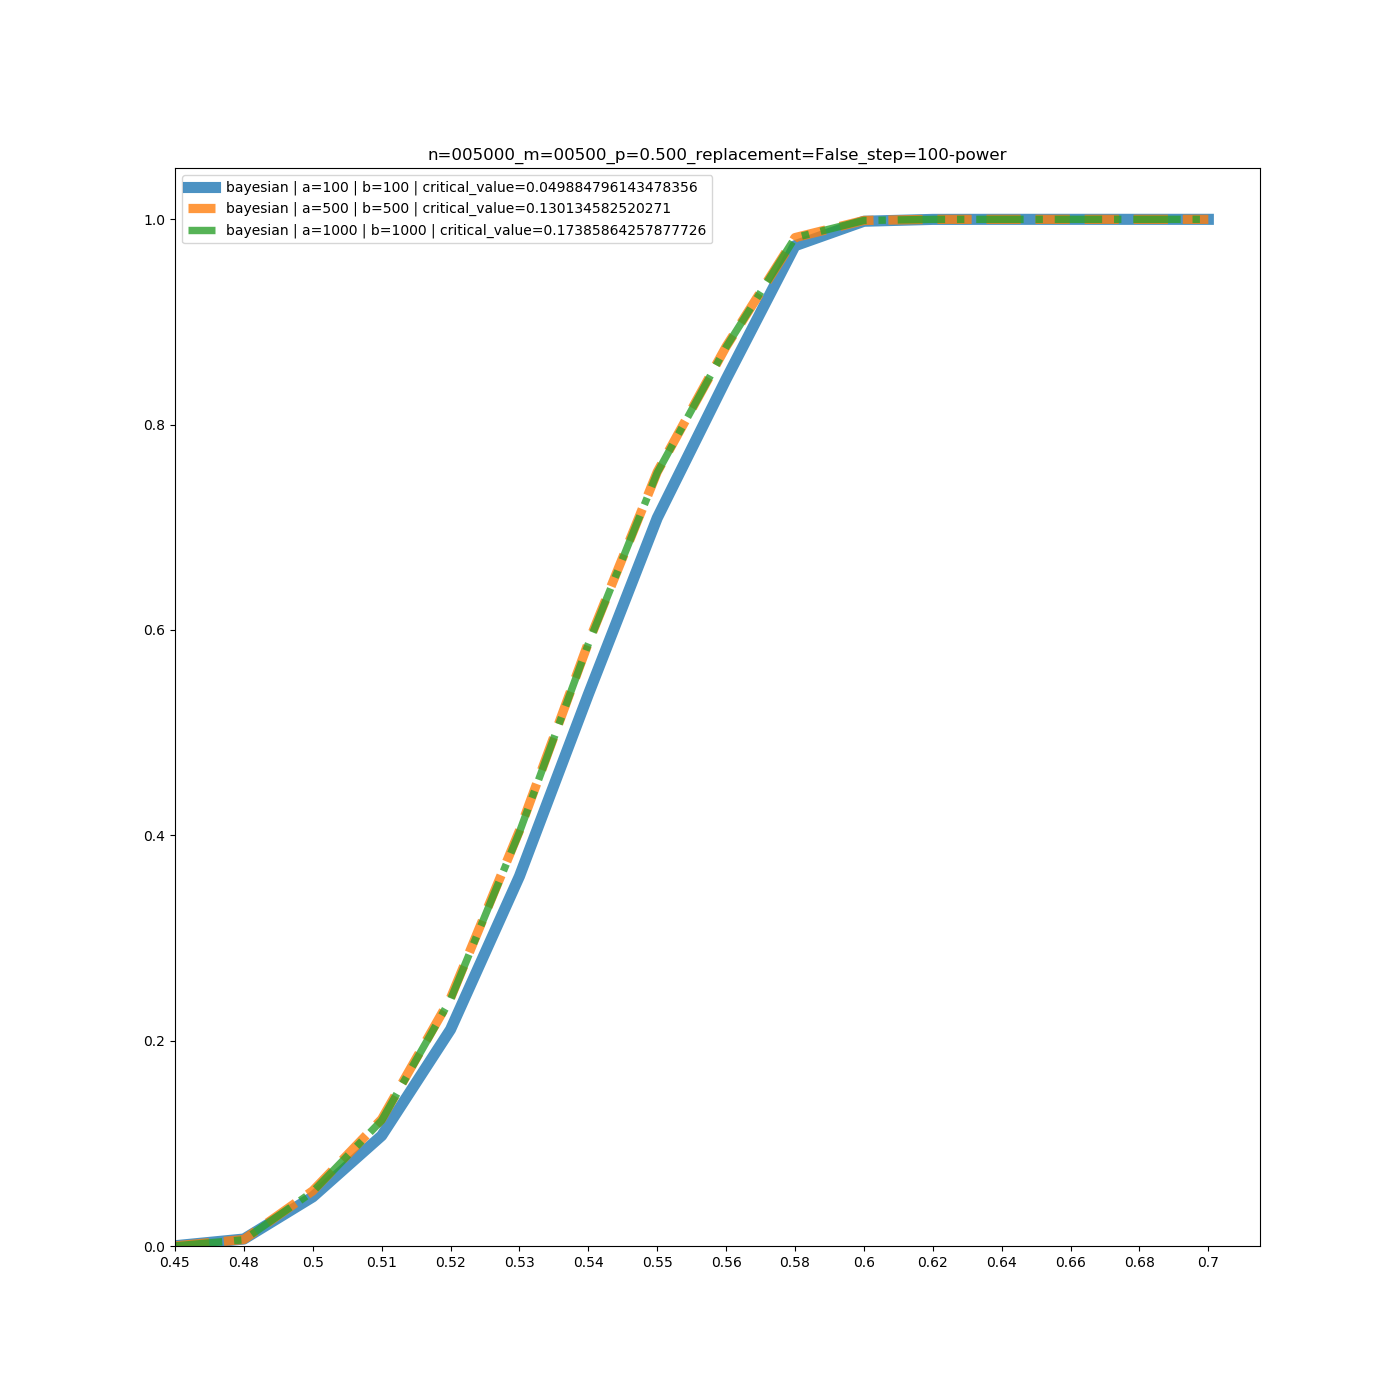 n=005000_m=00500_p=0.500_replacement=False_step=100-power
bayesian | a=100 | b=100 | critical_value=0.049884796143478356
bayesian | a=500 | b=500 | critical_value=0.130134582520271
bayesian | a=1000 | b=1000 | critical_value=0.17385864257877726
1.0
0.8
0.6
0.4
0.2
0.0
0.45 0.48 0.5 0.51 0.52 0.53 0.54 0.55 0.56 0.58 0.6 0.62 0.64 0.66 0.68 0.7